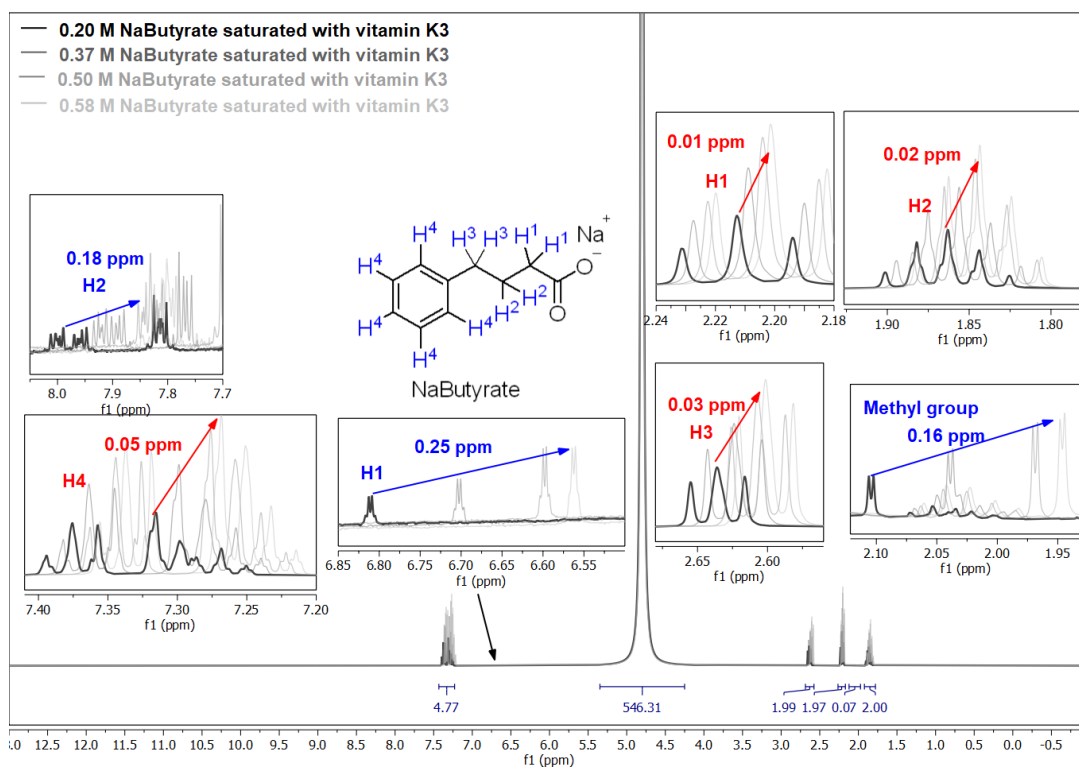 0.20 M NaButyrate saturated with vitamin K3
0.37 M NaButyrate saturated with vitamin K3
0.50 M NaButyrate saturated with vitamin K3
0.58 M NaButyrate saturated with vitamin K3
0.18 ppm
H2
8.0 7.9 7.8 7.7
f1 (ppm)
H4 H3 H3 H1 H1 Na +
H4 O −
H2 H2 O
H4 H4
H4
NaButyrate
0.01 ppm
H1
2.24 2.22 2.20 2.18
f1 (ppm)
0.02 ppm
H2
1.90 1.85 1.80
f1 (ppm)
0.05 ppm
H4
7.40 7.35 7.30 7.25 7.20
f1 (ppm)
0.25 ppm
H1
6.85 6.80 6.75 6.70 6.65 6.60 6.55
f1 (ppm)
0.03 ppm
H3
2.65 2.60
f1 (ppm)
Methyl group
0.16 ppm
2.10 2.05 2.00 1.95
f1 (ppm)
4.77 546.31 1.99 1.97 0.07 2.00
3.0 12.5 11.5 10.5 9.5 9.0 8.5 8.0 7.5 7.0 6.5 6.0 5.5 5.0 4.5 4.0 3.5 3.0 2.5 2.0 1.5 1.0 0.5 0.0 -0.5
f1 (ppm)